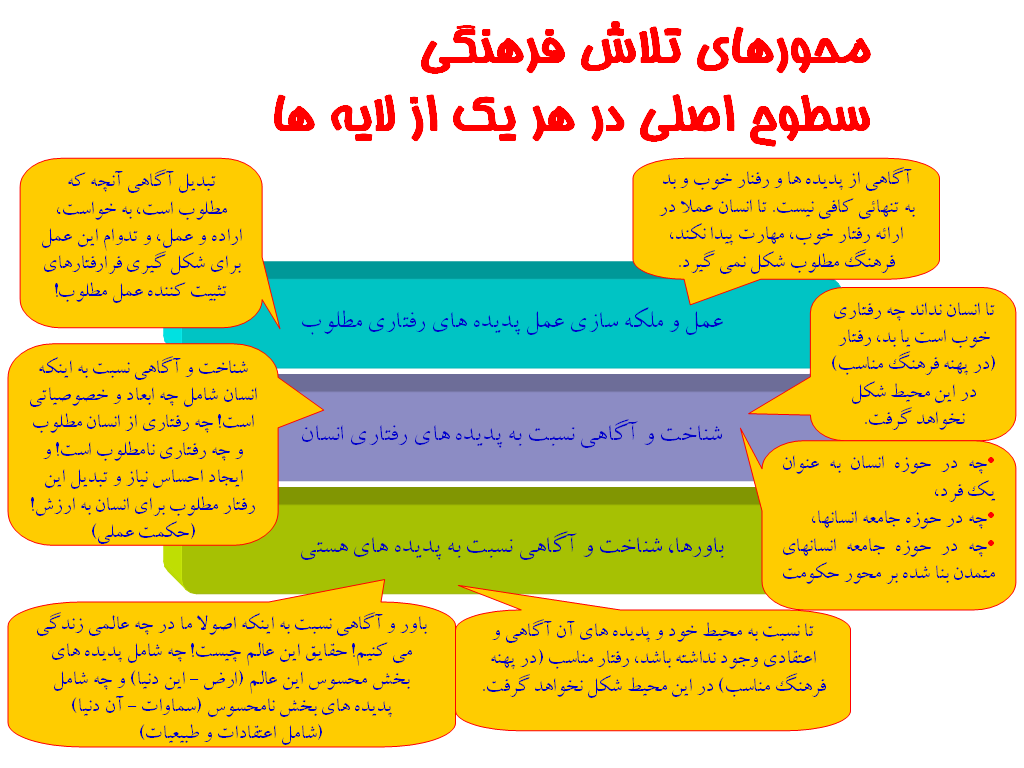 محورهای تلاش فرهنگی
سطوح اصلی در هر یک از لایه ها
آگاهی از پدیده ها و رفتار خوب و بد
به تنهائی کافی نیست. تا انسان عملا در
ارائه رفتار خوب، مهارت پیدا نکند،
فرهنگ مطلوب شکل نمی گیرد.
تبدیل آگاهی آنچه که
مطلوب است، به خواست،
اراده و عمل، و تدوام این عمل
برای شکل گیری فرارفتارهای
تثبیت کننده عمل مطلوب!
عمل و ملکه سازی عمل پدیده های رفتاری مطلوب
تا انسان نداند چه رفتاری
خوب است یا بد، رفتار
(در پهنه فرهنگ مناسب)
در این محیط شکل
نخواهد گرفت.
شناخت و آگاهی نسبت به اینکه
انسان شامل چه ابعاد و خصوصیاتی
است! چه رفتاری از انسان مطلوب
و چه رفتاری نامطلوب است! و
ایجاد احساس نیاز و تبدیل این
رفتار مطلوب برای انسان به ارزش!
(حکمت عملی)
شناخت و آگاهی نسبت به پدیده های رفتاری انسان
•چه در حوزه انسان به عنوان
یک فرد،
•چه در حوزه جامعه انسانها،
•چه در حوزه جامعه انسانهای
متمدن بنا شده بر محور حکومت
باورها، شناخت و آگاهی نسبت به پدیده های هستی
تا نسبت به محیط خود و پدیده های آن آگاهی و
اعتقادی وجود نداشته باشد، رفتار مناسب (در پهنه
فرهنگ مناسب) در این محیط شکل نخواهد گرفت.
باور و آگاهی نسبت به اینکه اصولا ما در چه عالمی زندگی
می کنیم! حقایق این عالم چیست! چه شامل پدیده های
بخش محسوس این عالم (ارض – این دنیا) و چه شامل
پدیده های بخش نامحسوس (سماوات – آن دنیا)
(شامل اعتقادات و طبیعیات)